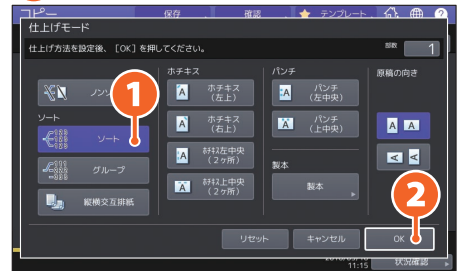 コピー 保存 確認 テンプレート ?
仕上げモード
仕上げ方法を設定後、[OK] を押してください。
部数 1
ホチキス パンチ 原稿の向き
ノンソ
ホチキス
(左上)
パンチ
(左中央)
ソート
ホチキス
(右上)
パンチ
(上中央)
A A
ソート
ホチキス左中央
(2ヶ所)
グループ
製本
ホチキス上中央
(2ヶ所)
製本
縦横交互排紙
1
2
リセット キャンセル OK
11:15 状況確認